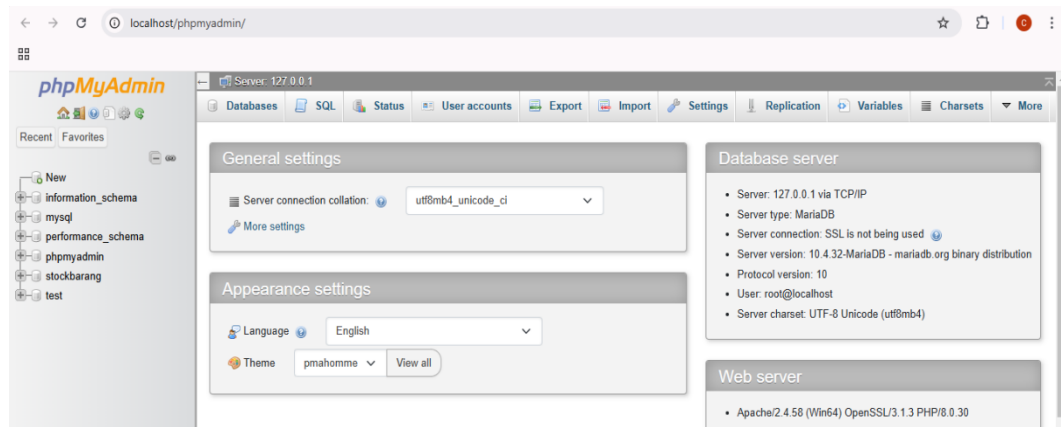 localhost/phpmyadmin/
C
phpMyAdmin
Server: 127.0.0.1
Databases SQL Status User accounts Export Import Settings Replication Variables Charsets More
Recent Favorites
New
information_schema
mysql
performance_schema
phpmyadmin
stockbarang
test
General settings
Server connection collation: utf8mb4_unicode_ci
More settings
Appearance settings
Language English
Theme pmahomme View all
Database server
Server: 127.0.0.1 via TCP/IP
Server type: MariaDB
Server connection: SSL is not being used
Server version: 10.4.32-MariaDB - mariadb.org binary distribution
Protocol version: 10
User: root@localhost
Server charset: UTF-8 Unicode (utf8mb4)
Web server
Apache/2.4.58 (Win64) OpenSSL/3.1.3 PHP/8.0.30